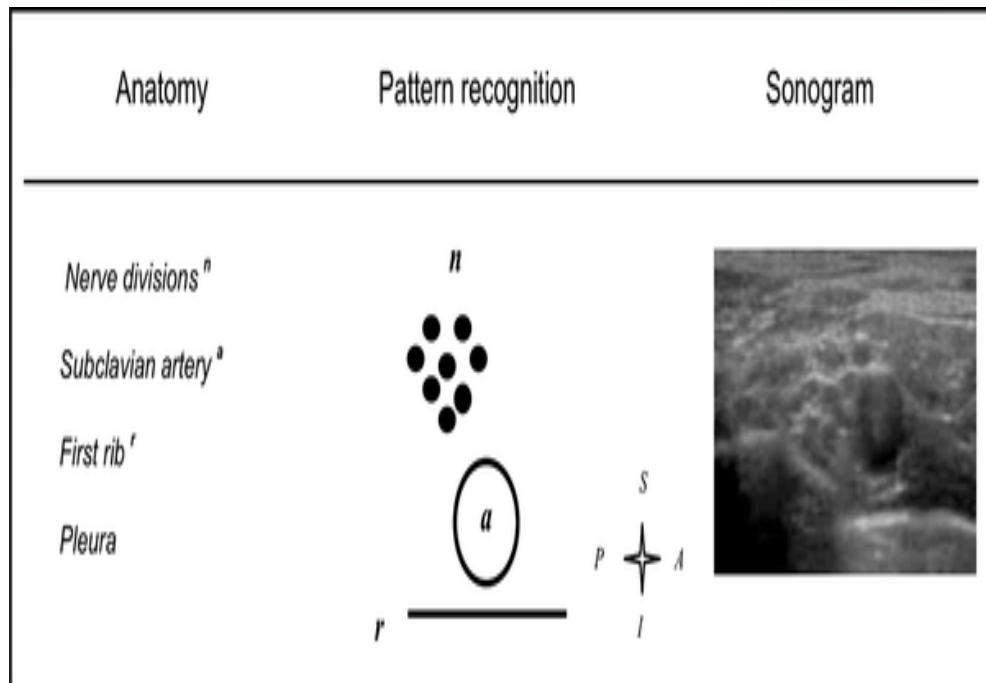 Anatomy Pattern recognition Sonogram
n
Nerve divisions ⁿ
Subclavian artery ᵃ
First rib ʳ
a
S
Pleura
P A
r
I